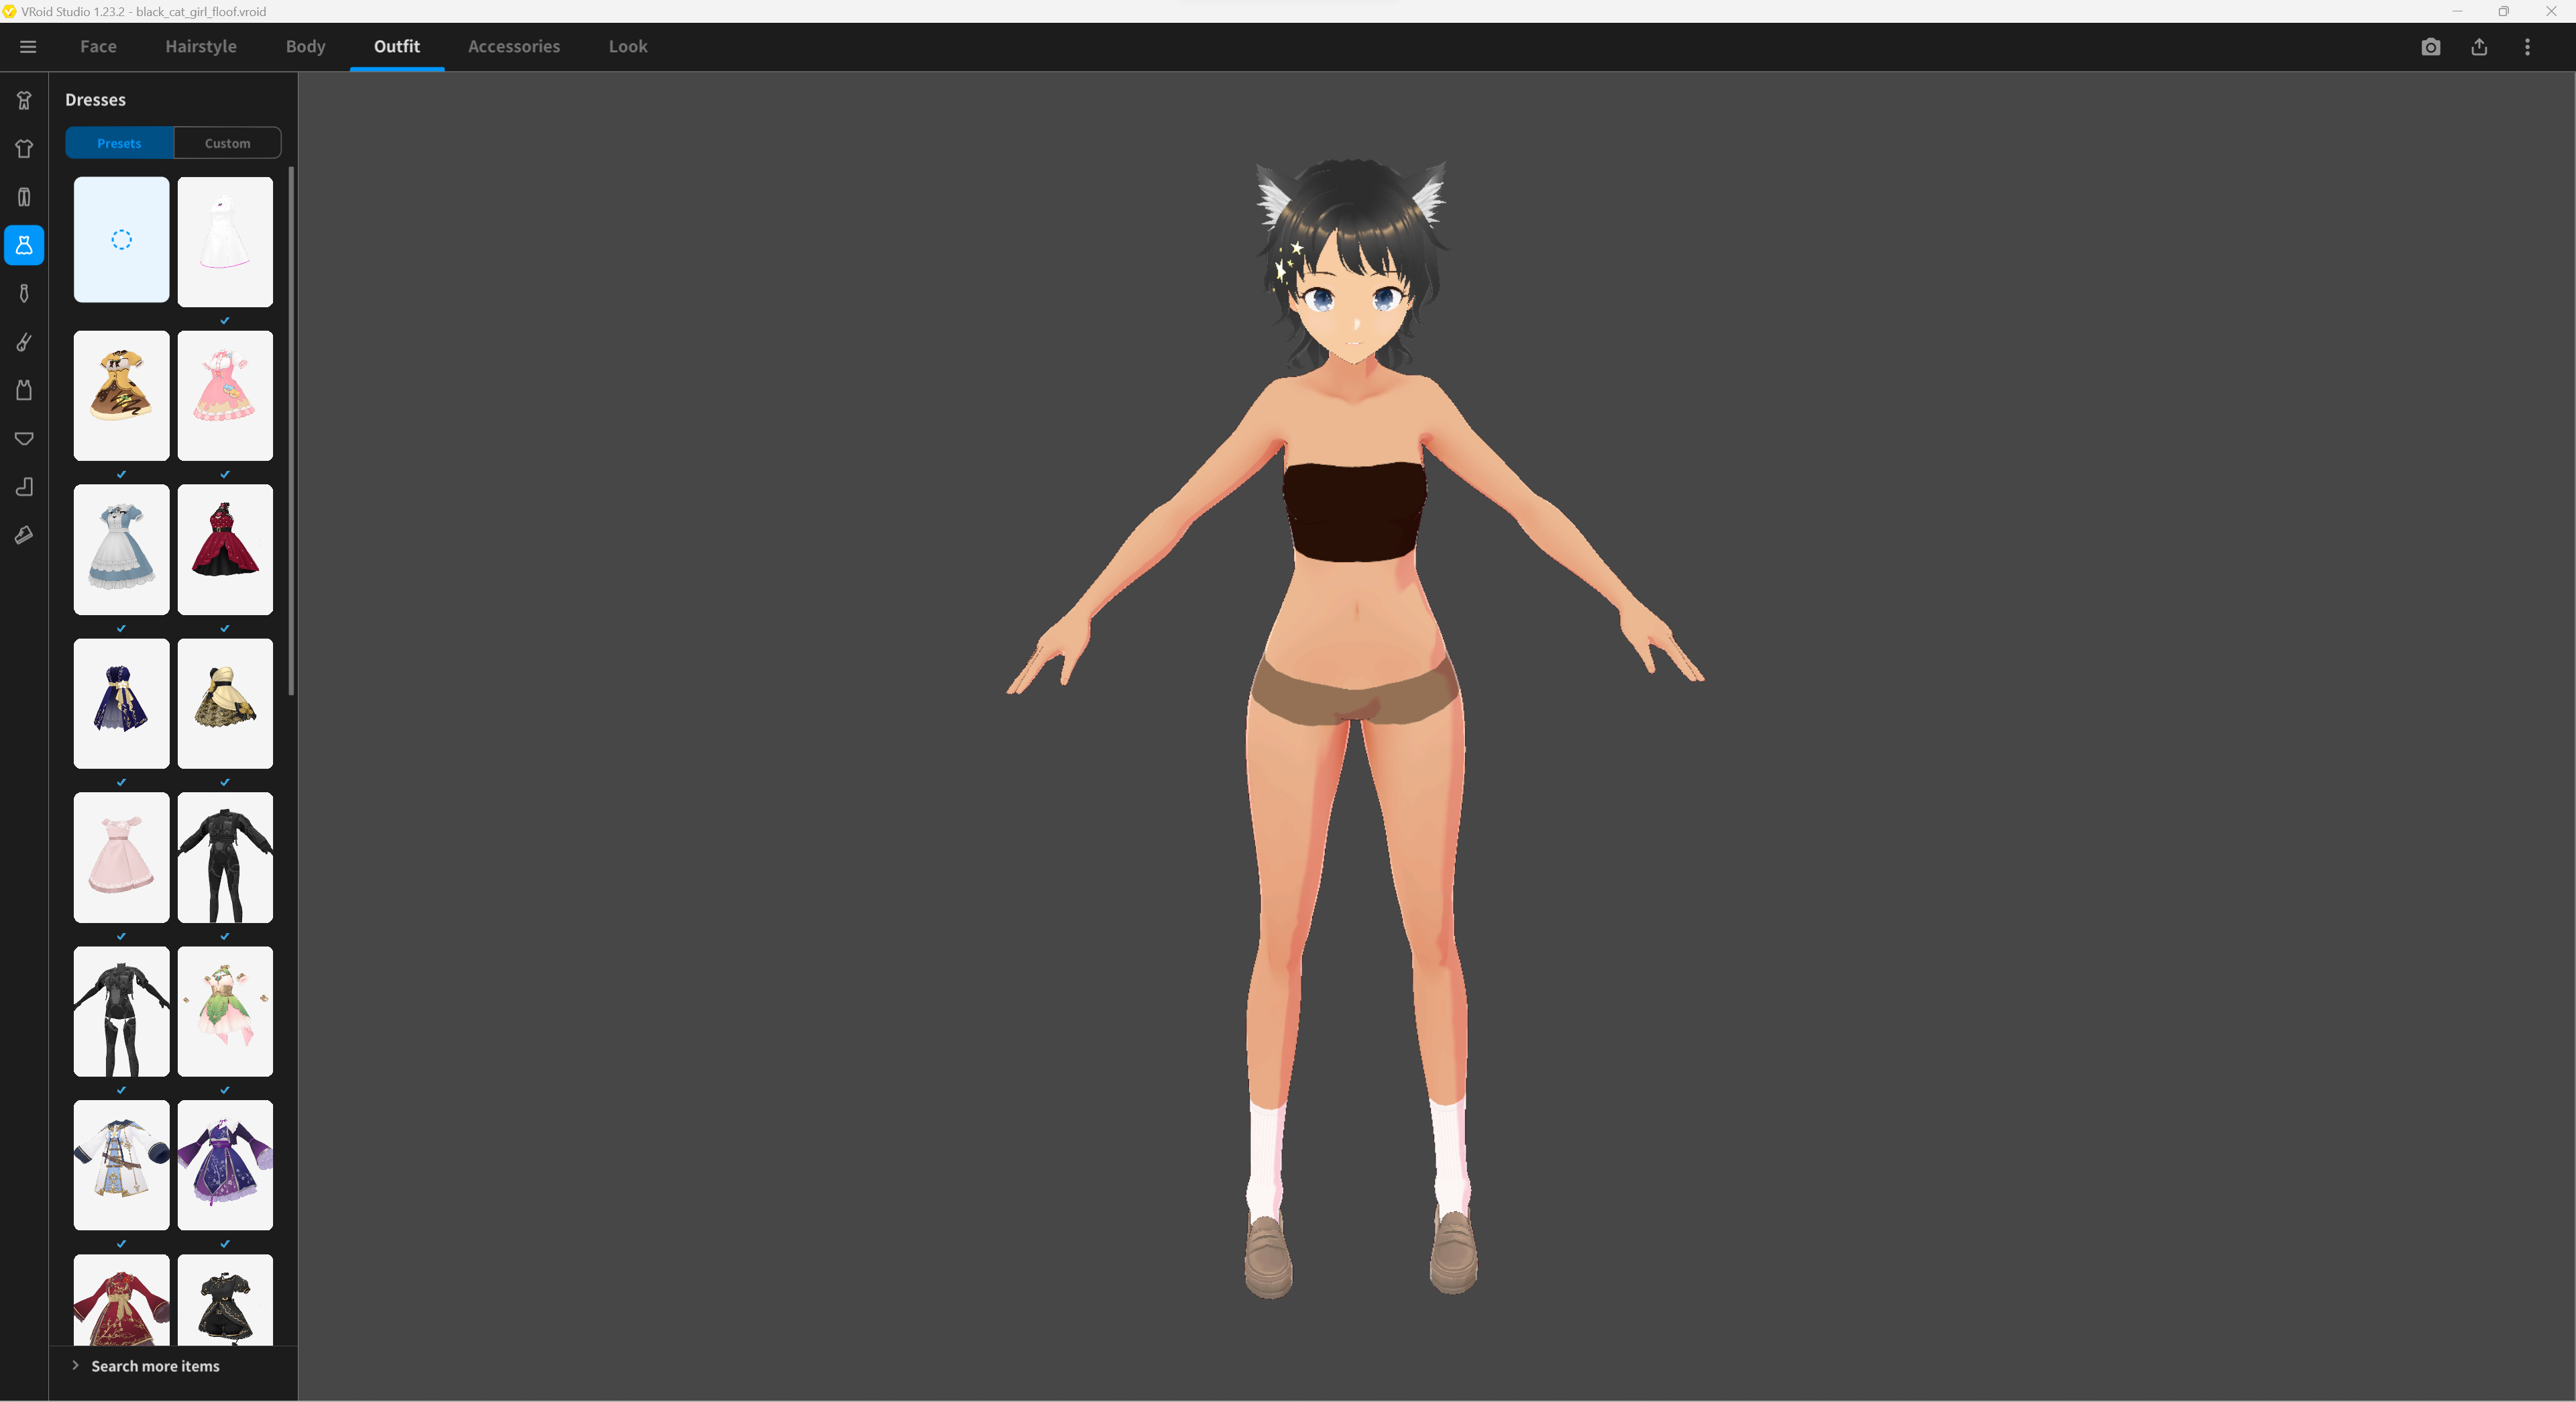 VRoid Studio 1.23.2 - black_cat_girl_floof.vroid
Face Hairstyle Body Outfit Accessories Look
Dresses
Presets Custom
Search more items